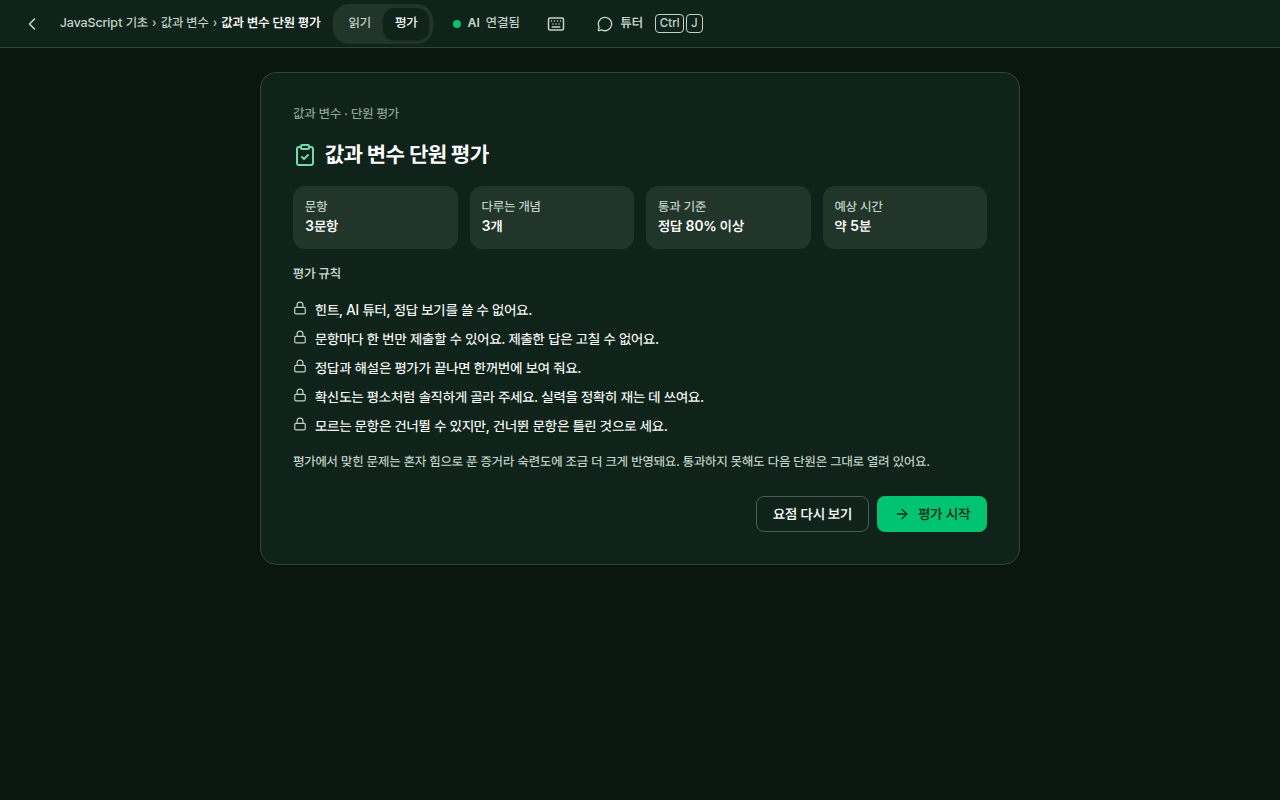 JavaScript 기초 › 값과 변수 › 값과 변수 단원 평가 읽기 평가 AI 연결됨 튜터 Ctrl J
값과 변수 · 단원 평가
값과 변수 단원 평가
문항 다루는 개념 통과 기준 예상 시간
3문항 3개 정답 80% 이상 약 5분
평가 규칙
힌트, AI 튜터, 정답 보기를 쓸 수 없어요.
문항마다 한 번만 제출할 수 있어요. 제출한 답은 고칠 수 없어요.
정답과 해설은 평가가 끝나면 한꺼번에 보여 줘요.
확신도는 평소처럼 솔직하게 골라 주세요. 실력을 정확히 재는 데 쓰여요.
모르는 문항은 건너뛸 수 있지만, 건너뛴 문항은 틀린 것으로 세요.
평가에서 맞힌 문제는 혼자 힘으로 푼 증거라 숙련도에 조금 더 크게 반영돼요. 통과하지 못해도 다음 단원은 그대로 열려 있어요.
요점 다시 보기 평가 시작